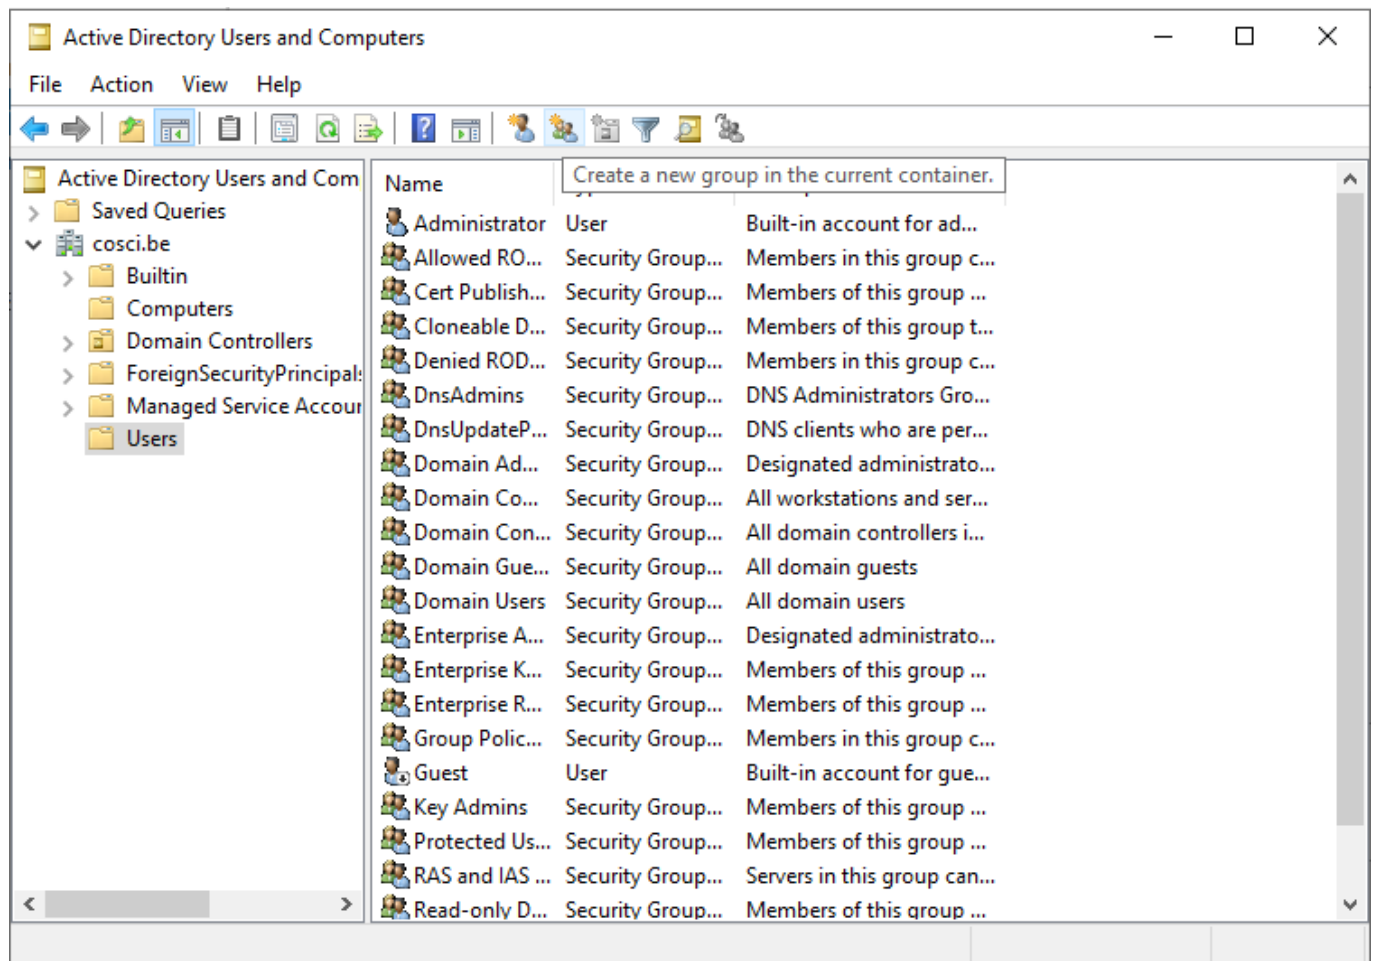 Active Directory Users and Computers
File Action View Help
Active Directory Users and Com
Saved Queries
cosci.be
Builtin
Computers
Domain Controllers
ForeignSecurityPrincipals
Managed Service Accour
Users
Create a new group in the current container.
Name
Administrator User Built-in account for ad...
Allowed RO... Security Group... Members in this group c...
Cert Publish... Security Group... Members of this group ...
Cloneable D... Security Group... Members of this group t...
Denied ROD... Security Group... Members in this group c...
DnsAdmins Security Group... DNS Administrators Gro...
DnsUpdateP... Security Group... DNS clients who are per...
Domain Ad... Security Group... Designated administrato...
Domain Co... Security Group... All workstations and ser...
Domain Con... Security Group... All domain controllers i...
Domain Gue... Security Group... All domain guests
Domain Users Security Group... All domain users
Enterprise A... Security Group... Designated administrato...
Enterprise K... Security Group... Members of this group ...
Enterprise R... Security Group... Members of this group ...
Group Polic... Security Group... Members in this group c...
Guest User Built-in account for gue...
Key Admins Security Group... Members of this group ...
Protected Us... Security Group... Members of this group ...
RAS and IAS ... Security Group... Servers in this group can...
Read-only D... Security Group... Members of this group ...